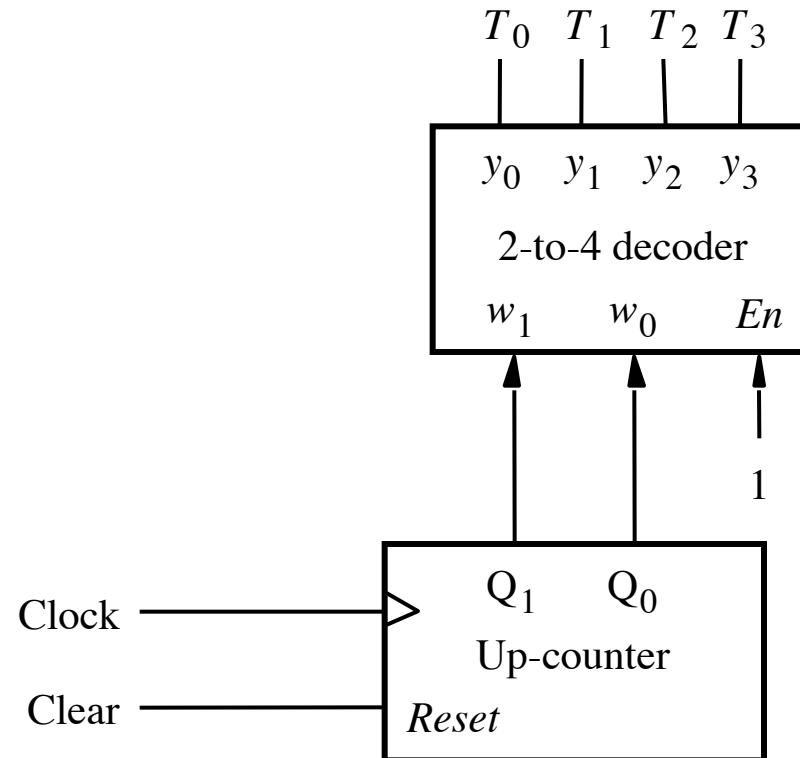 T0 T1 T2 T3
y0 y1 y2 y3
2-to-4 decoder
w1 w0 En
1
Q1 Q0
Clock
Up-counter
Clear
Reset